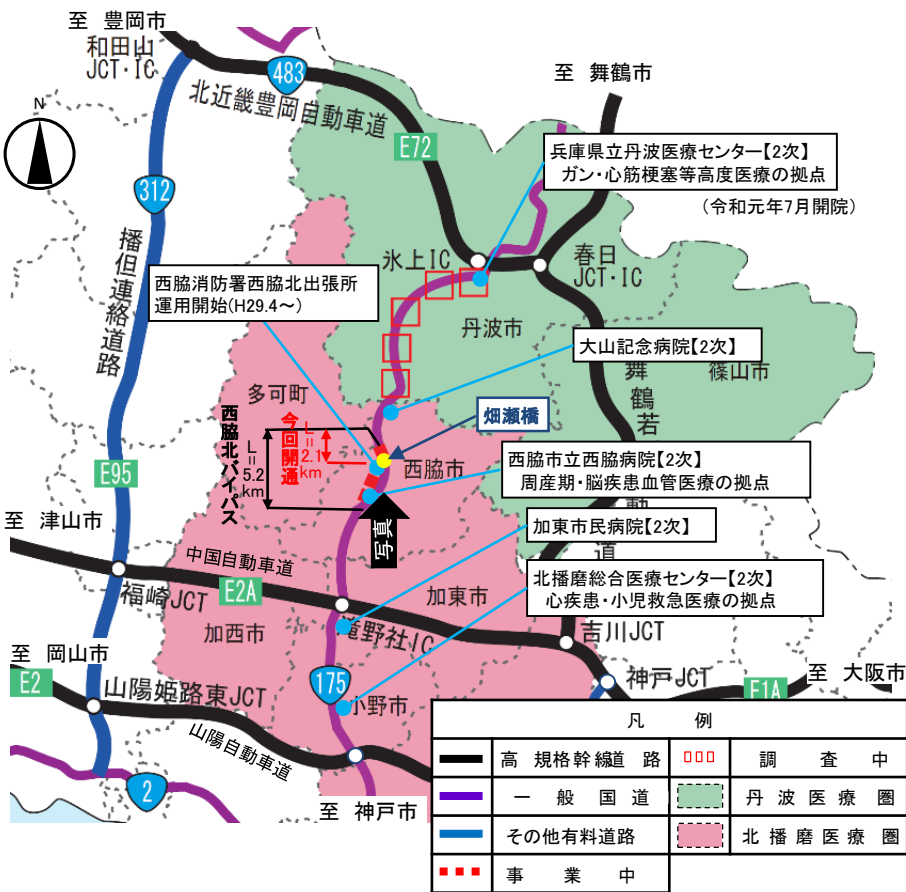 至 豊岡市
和田山
JCT・IC
483
北近畿豊岡自動車道
至 舞鶴市
N
E72
兵庫県立丹波医療センター【2次】
ガン・心筋梗塞等高度医療の拠点
(令和元年7月開院)
312
播但連絡道路
氷上IC
春日
JCT・IC
西脇消防署西脇北出張所
運用開始(H29.4～)
丹波市
大山記念病院【2次】
舞鶴若
篠山市
多可町
畑瀬橋
西脇北バイパス
L=5.2km
今回開通
L=2.1km
西脇市
西脇市立西脇病院【2次】
周産期・脳疾患血管医療の拠点
動
道
E95
写真
至 津山市
加東市民病院【2次】
中国自動車道
E2A
福崎JCT
加東市
北播磨総合医療センター【2次】
心疾患・小児救急医療の拠点
加西市
滝野社IC
吉川JCT
至 岡山市
E2
175
神戸JCT
至 大阪市
E1A
山陽姫路東JCT
小野市
山陽自動車道
2
至 神戸市
凡 例
高規格幹線道路
調査中
一般国道
丹波医療圏
その他有料道路
北播磨医療圏
事業中